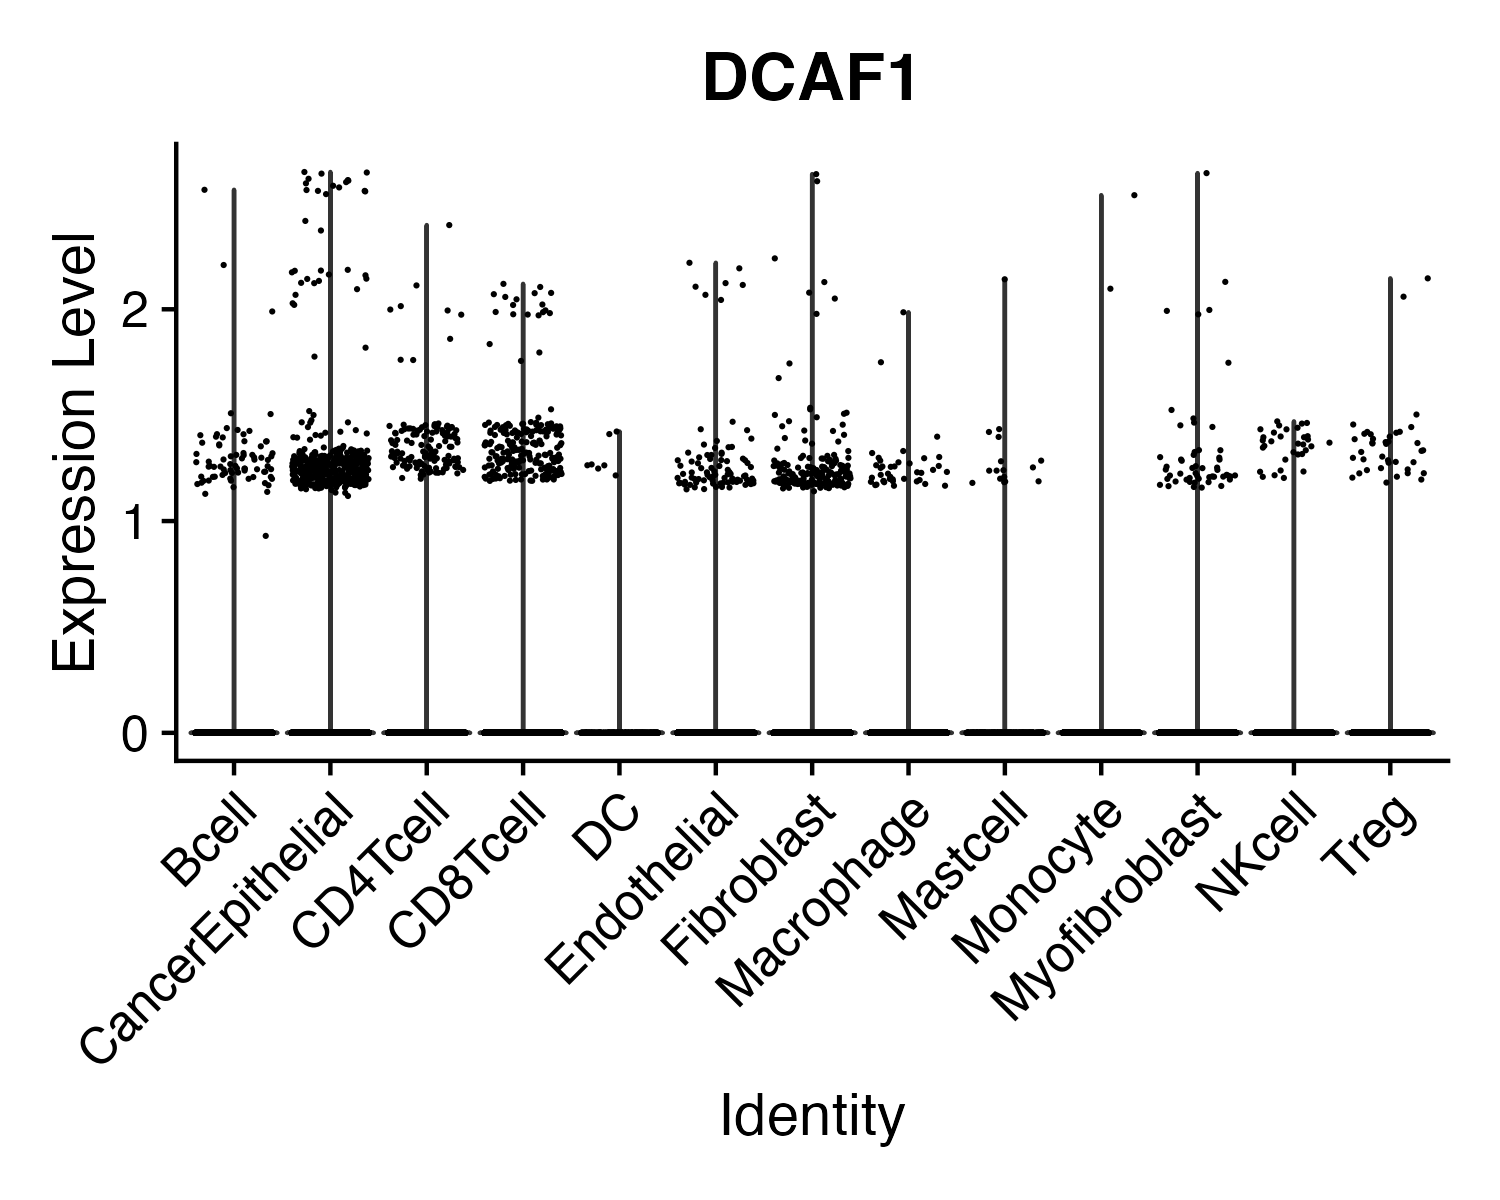 DCAF1
Expression Level
2
1
0
Bcell
CancerEpithelial
CD4Tcell
CD8Tcell
DC
Endothelial
Fibroblast
Macrophage
Mastcell
Monocyte
Myofibroblast
NKcell
Treg
Identity